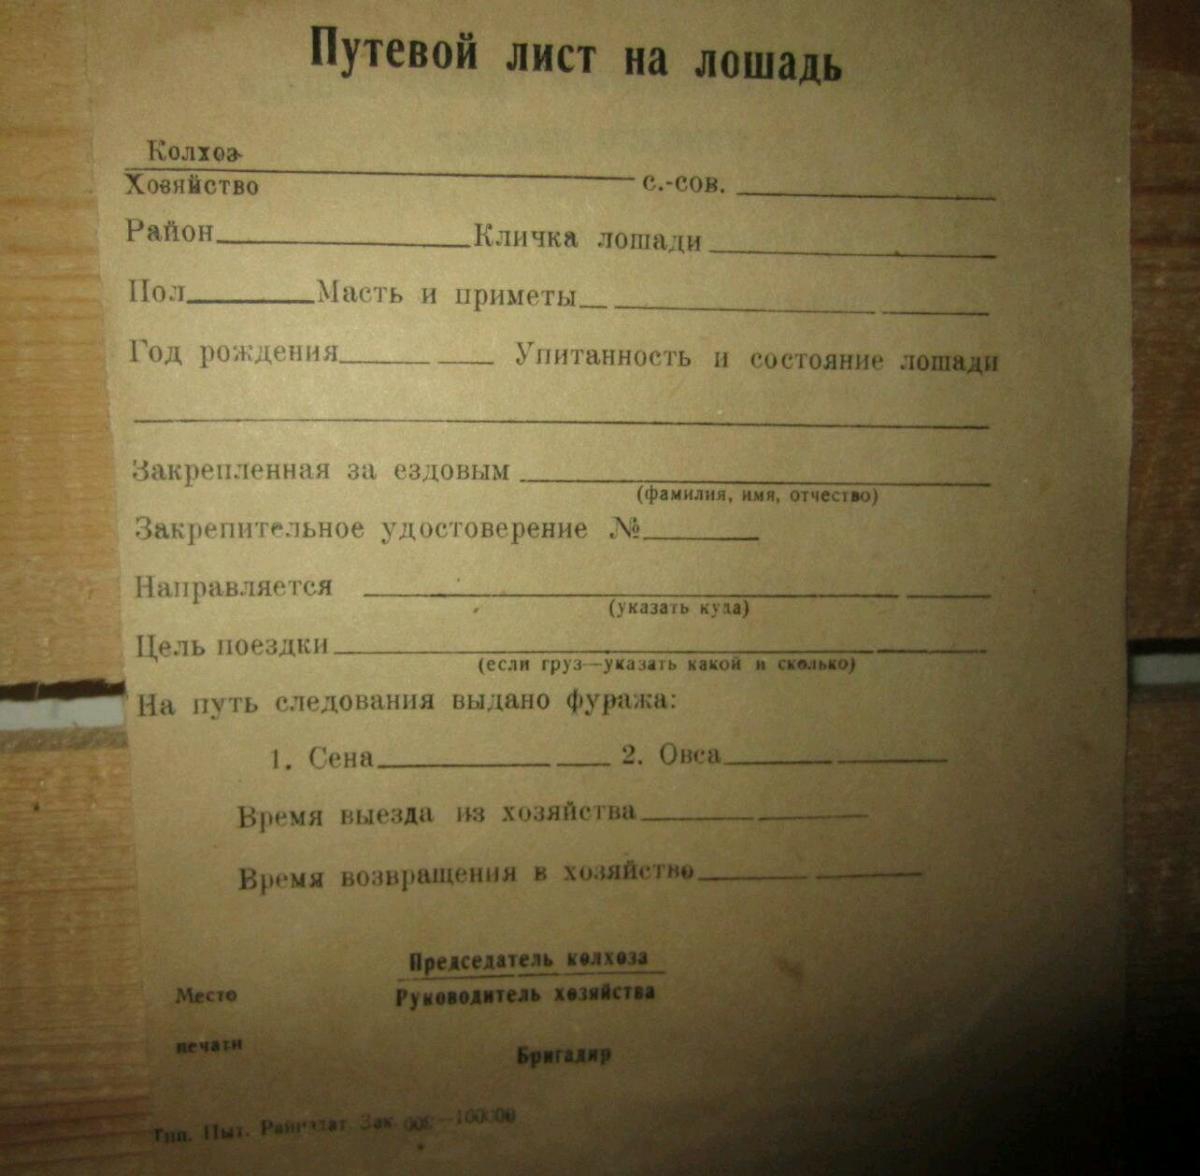 Путевой лист на лошадь
Колхоз
Хозяйство с.-сов.
Район Кличка лошади
Пол Масть и приметы
Год рождения Упитанность и состояние лошади
Закрепленная за ездовым
(фамилия, имя, отчество)
Закрепительное удостоверение №
Направляется
(указать куда)
Цель поездки
(если груз—указать какой и сколько)
На путь следования выдано фуража:
1. Сена 2. Овса
Время выезда из хозяйства
Время возвращения в хозяйство
Председатель колхоза
Место Руководитель хозяйства
печати
Бригадир
Тип. Пыт. Зак